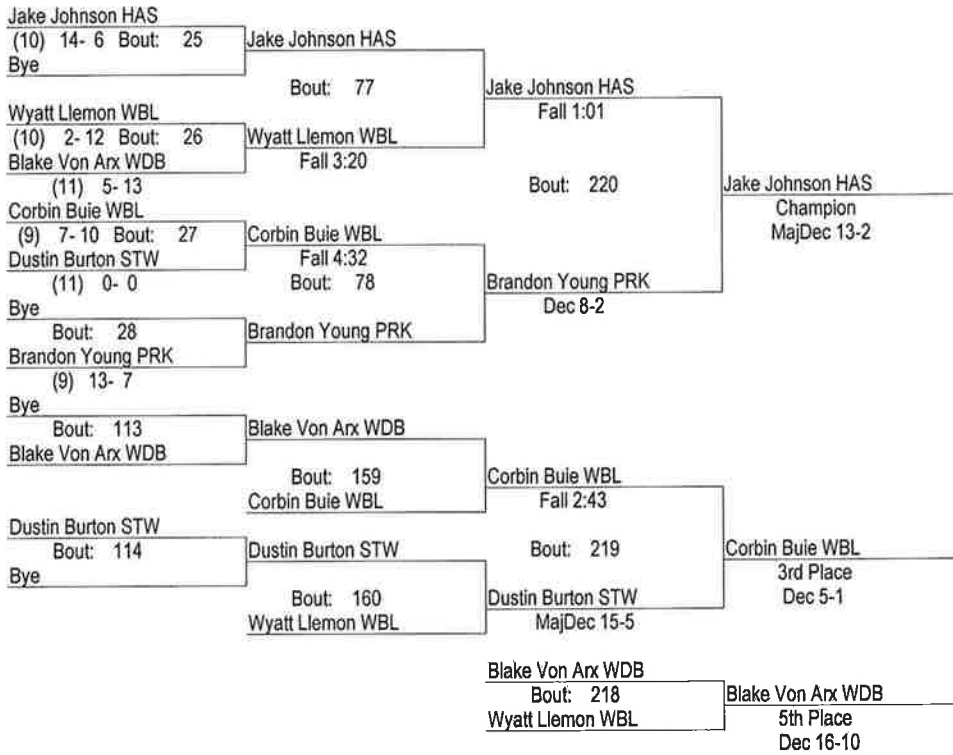 Jake Johnson HAS
(10) 14- 6 Bout: 25
Bye
Jake Johnson HAS
Bout: 77
Wyatt Llemon WBL
(10) 2- 12 Bout: 26
Blake Von Arx WDB
(11) 5- 13
Wyatt Llemon WBL
Fall 3:20
Jake Johnson HAS
Fall 1:01
Bout: 220
Corbin Buie WBL
(9) 7- 10 Bout: 27
Dustin Burton STW
(11) 0- 0
Corbin Buie WBL
Fall 4:32
Bout: 78
Bye
Bout: 28
Brandon Young PRK
(9) 13- 7
Brandon Young PRK
Brandon Young PRK
Dec 8-2
Jake Johnson HAS
Champion
MajDec 13-2
Bye
Bout: 113
Blake Von Arx WDB
Blake Von Arx WDB
Bout: 159
Corbin Buie WBL
Corbin Buie WBL
Fall 2:43
Bout: 219
Dustin Burton STW
Bout: 114
Bye
Dustin Burton STW
Bout: 160
Wyatt Llemon WBL
Dustin Burton STW
MajDec 15-5
Corbin Buie WBL
3rd Place
Dec 5-1
Blake Von Arx WDB
Bout: 218
Wyatt Llemon WBL
Blake Von Arx WDB
5th Place
Dec 16-10